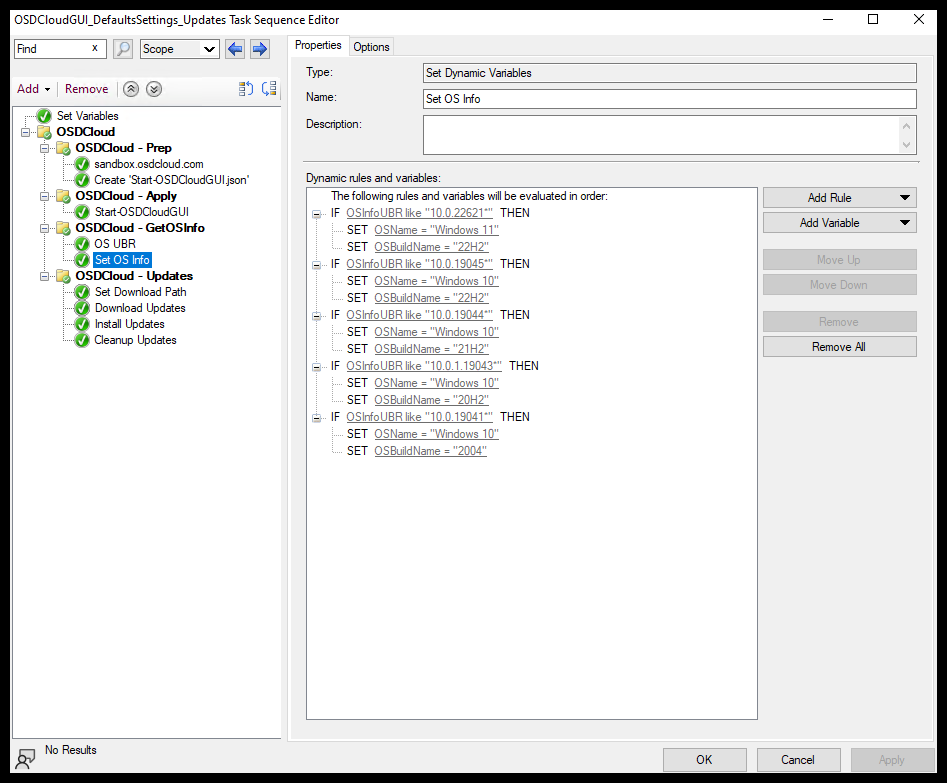 OSDCloudGUI_DefaultsSettings_Updates Task Sequence Editor
Find
x
Scope
Add
Remove
Set Variables
OSDCloud
OSDCloud - Prep
sandbox.osdcloud.com
Create 'Start-OSDCloudGUI.json'
OSDCloud - Apply
Start-OSDCloudGUI
OSDCloud - GetOSInfo
OS UBR
Set OS Info
OSDCloud - Updates
Set Download Path
Download Updates
Install Updates
Cleanup Updates
No Results
Properties
Options
Type:
Set Dynamic Variables
Name:
Set OS Info
Description:
Dynamic rules and variables:
The following rules and variables will be evaluated in order:
IF OSInfoUBR like "10.0.22621*" THEN
SET OSName = "Windows 11"
SET OSBuildName = "22H2"
IF OSInfoUBR like "10.0.19045*" THEN
SET OSName = "Windows 10"
SET OSBuildName = "22H2"
IF OSInfoUBR like "10.0.19044*" THEN
SET OSName = "Windows 10"
SET OSBuildName = "21H2"
IF OSInfoUBR like "10.0.1.19043*" THEN
SET OSName = "Windows 10"
SET OSBuildName = "20H2"
IF OSInfoUBR like "10.0.19041*" THEN
SET OSName = "Windows 10"
SET OSBuildName = "2004"
Add Rule
Add Variable
Move Up
Move Down
Remove
Remove All
OK
Cancel
Apply